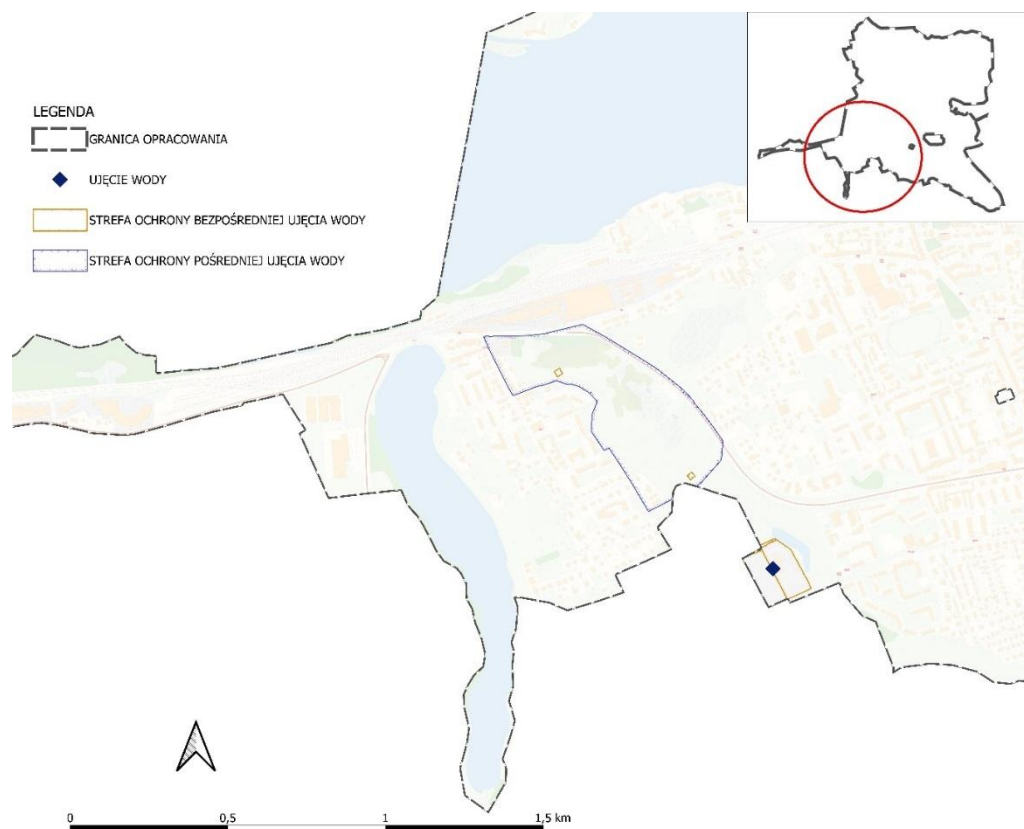 LEGENDA
GRANICA OPRACOWANIA
UJĘCIE WODY
STREFA OCHRONY BEZPOŚREDNIEJ UJĘCIA WODY
STREFA OCHRONY POŚREDNIEJ UJĘCIA WODY
0 0,5 1 1,5 km